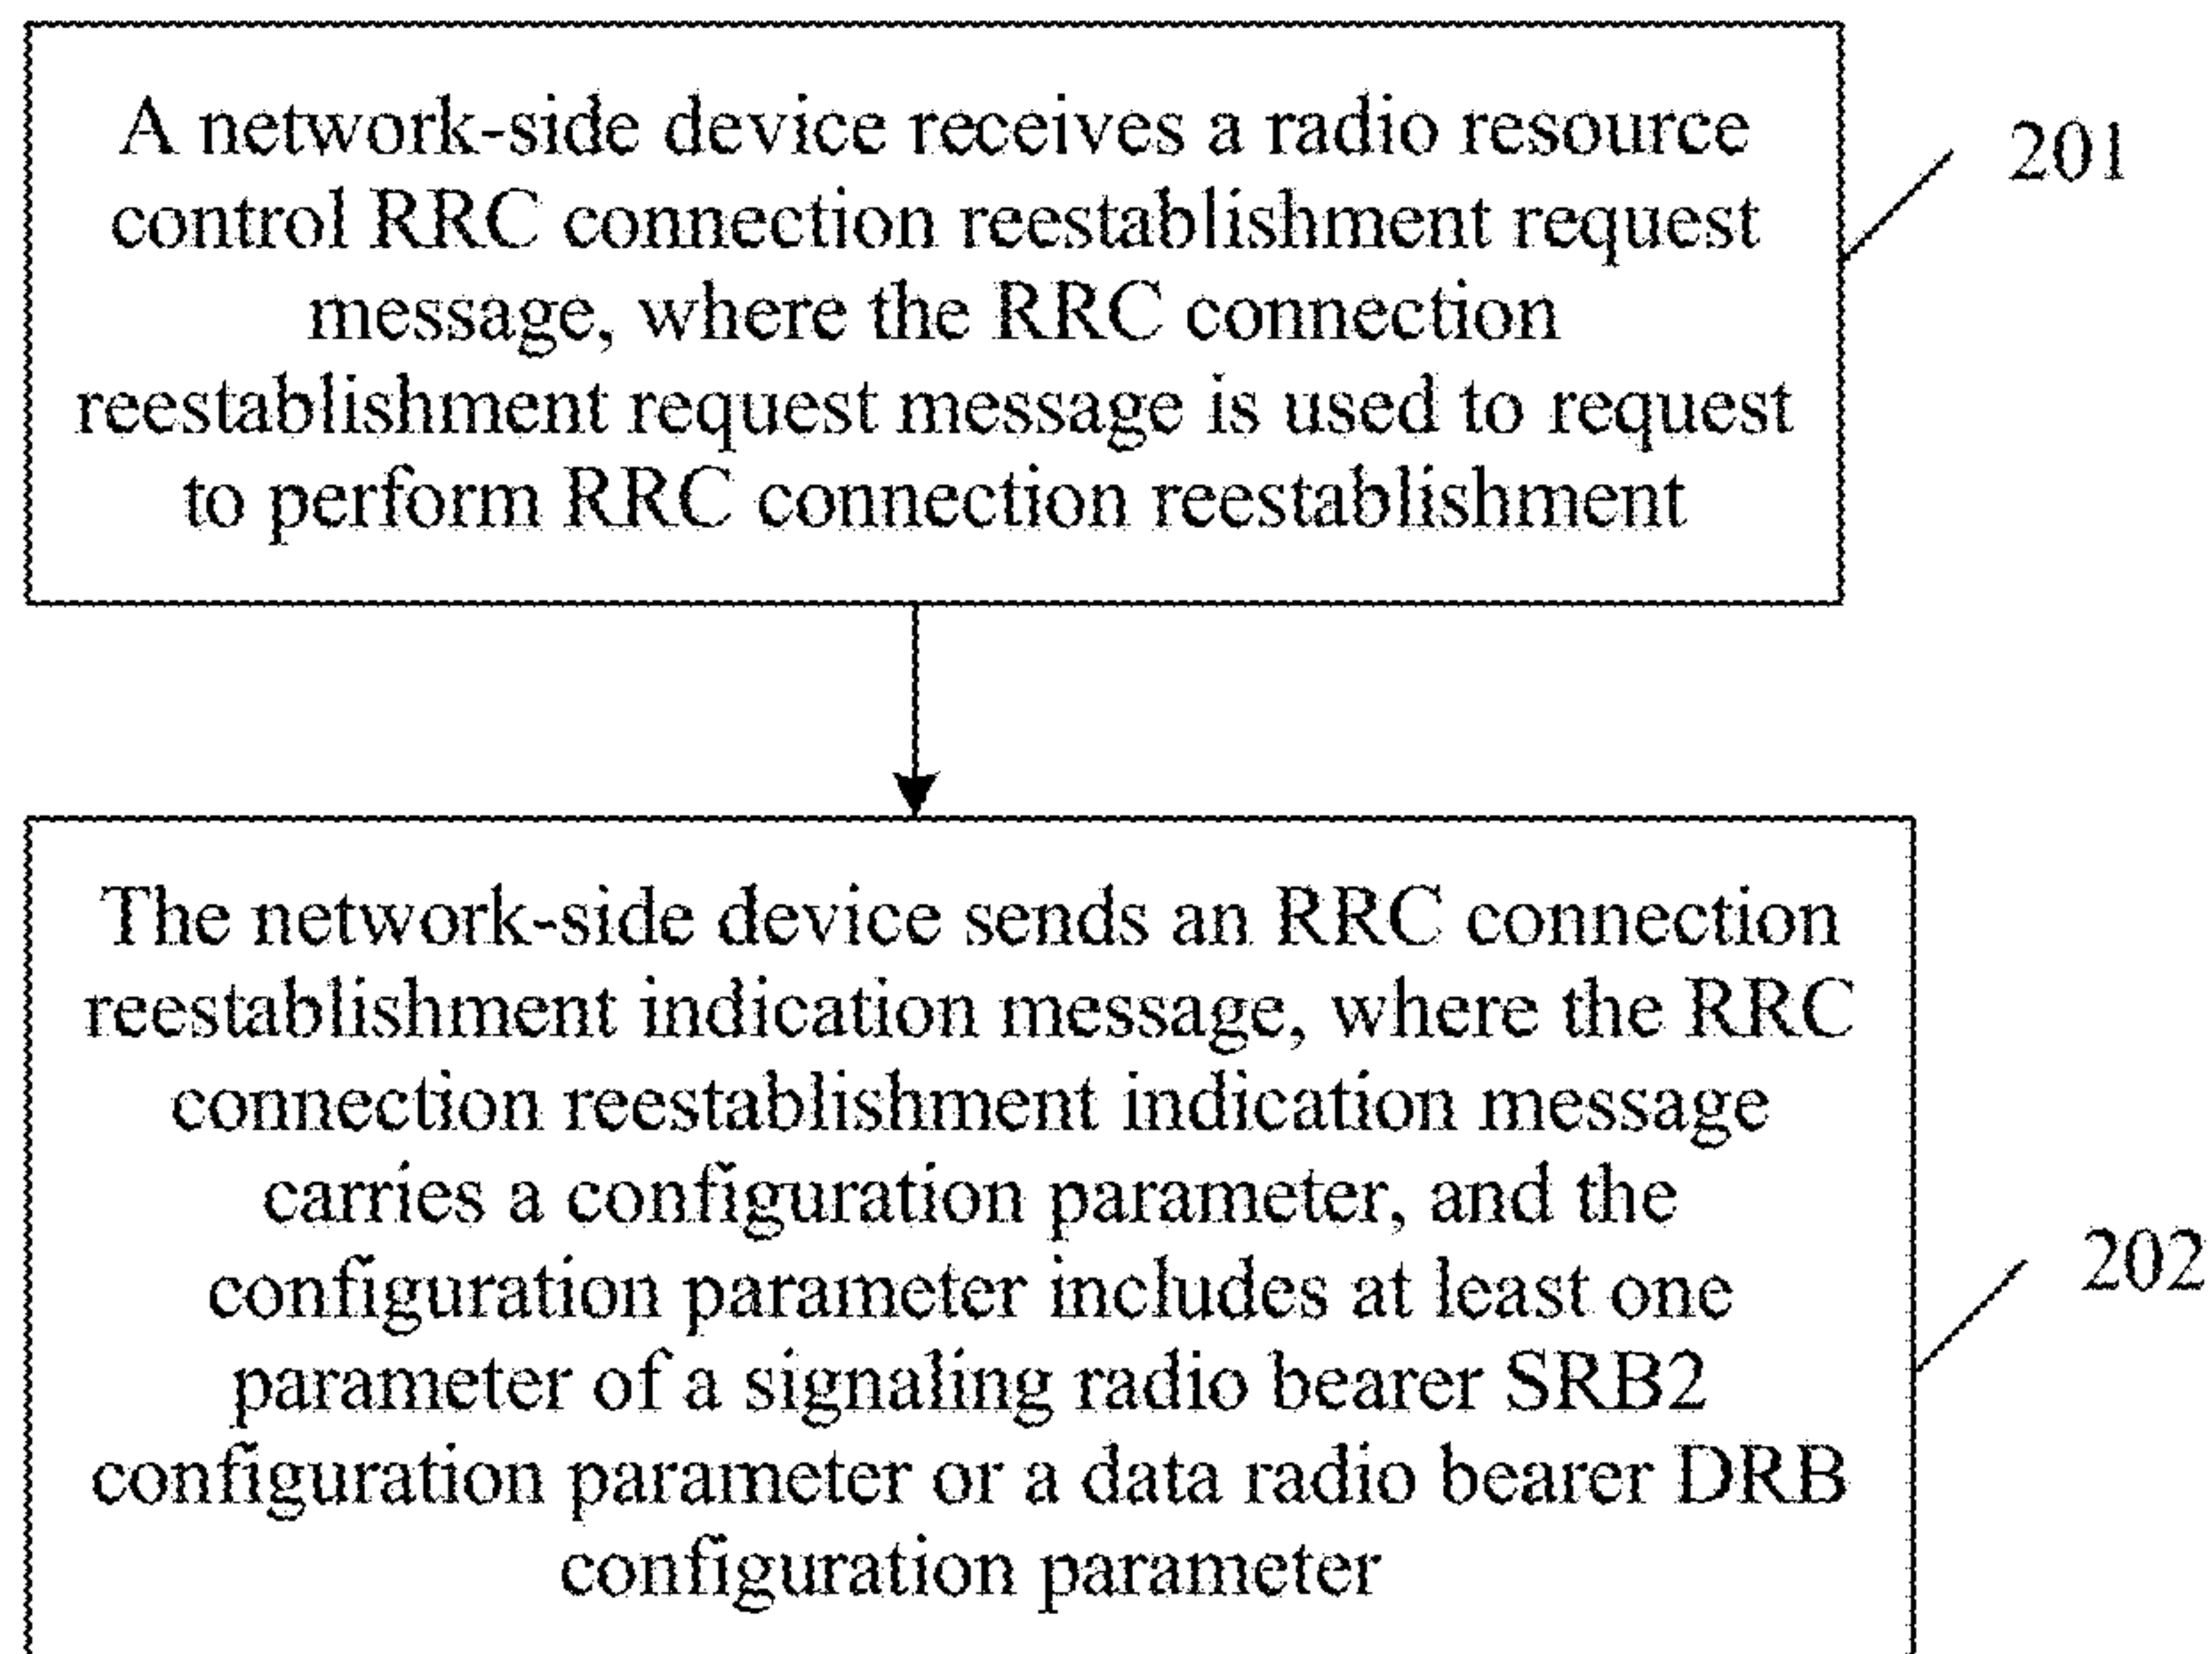 A network-side device receives a radio resource
control RRC connection reestablishment request
message, where the RRC connection
reestablishment request message is used to request
to perform RRC connection reestablishment
201
The network-side device sends an RRC connection
reestablishment indication message, where the RRC
connection reestablishment indication message
carries a configuration parameter, and the
configuration parameter includes at least one
parameter of a signaling radio bearer SRB2
configuration parameter or a data radio bearer DRB
configuration parameter
202